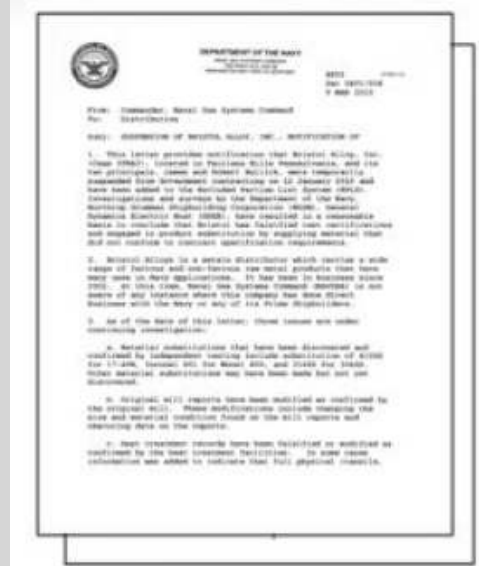 DEPARTMENT OF THE NAVY
From: Commander, Naval Sea Systems Command
To: Distribution
Subj: SUSPENSION OF BRISTOL ALLOY, INC., NOTIFICATION OF
1. This letter provides notification that Bristol Alloy, Inc.
located in Fairless Hills Pennsylvania, and its
two principals, James and Robert Bullick, were temporarily
suspended from Government contracting on 12 January 2010 and
have been added to the Excluded Parties List System (EPLS).
Investigations and surveys by the Department of the Navy,
Northrop Grumman Shipbuilding Corporation General
Dynamics Electric Boat have resulted in a reasonable
basis to conclude that Bristol has falsified test certifications
and engaged in product substitution by supplying material that
did not conform to contract specification requirements.
2. Bristol Alloys is a metals distributor which carries a wide
range of ferrous and non-ferrous raw metal products that have
many uses in Navy applications. It has been in business since
At this time, Naval Sea Systems Command (NAVSEA) is not
aware of any instance where this company has done direct
business with the Navy or any of its Prime Shipbuilders
3. As of the date of this letter, three issues are under
continuing investigation:
a. Material substitutions that have been discovered and
confirmed by independent testing include substitution of
for for Monel and for
Other material substitutions may have been made but not yet
discovered.
b. Original mill reports have been modified as confirmed by
the original mill. These modifications include changing the
size and material condition found on the mill reports and
obscuring data on the reports.
c. Heat treatment records have been falsified or modified as
confirmed by the heat treatment facilities. In some cases
information was added to indicate that full physical